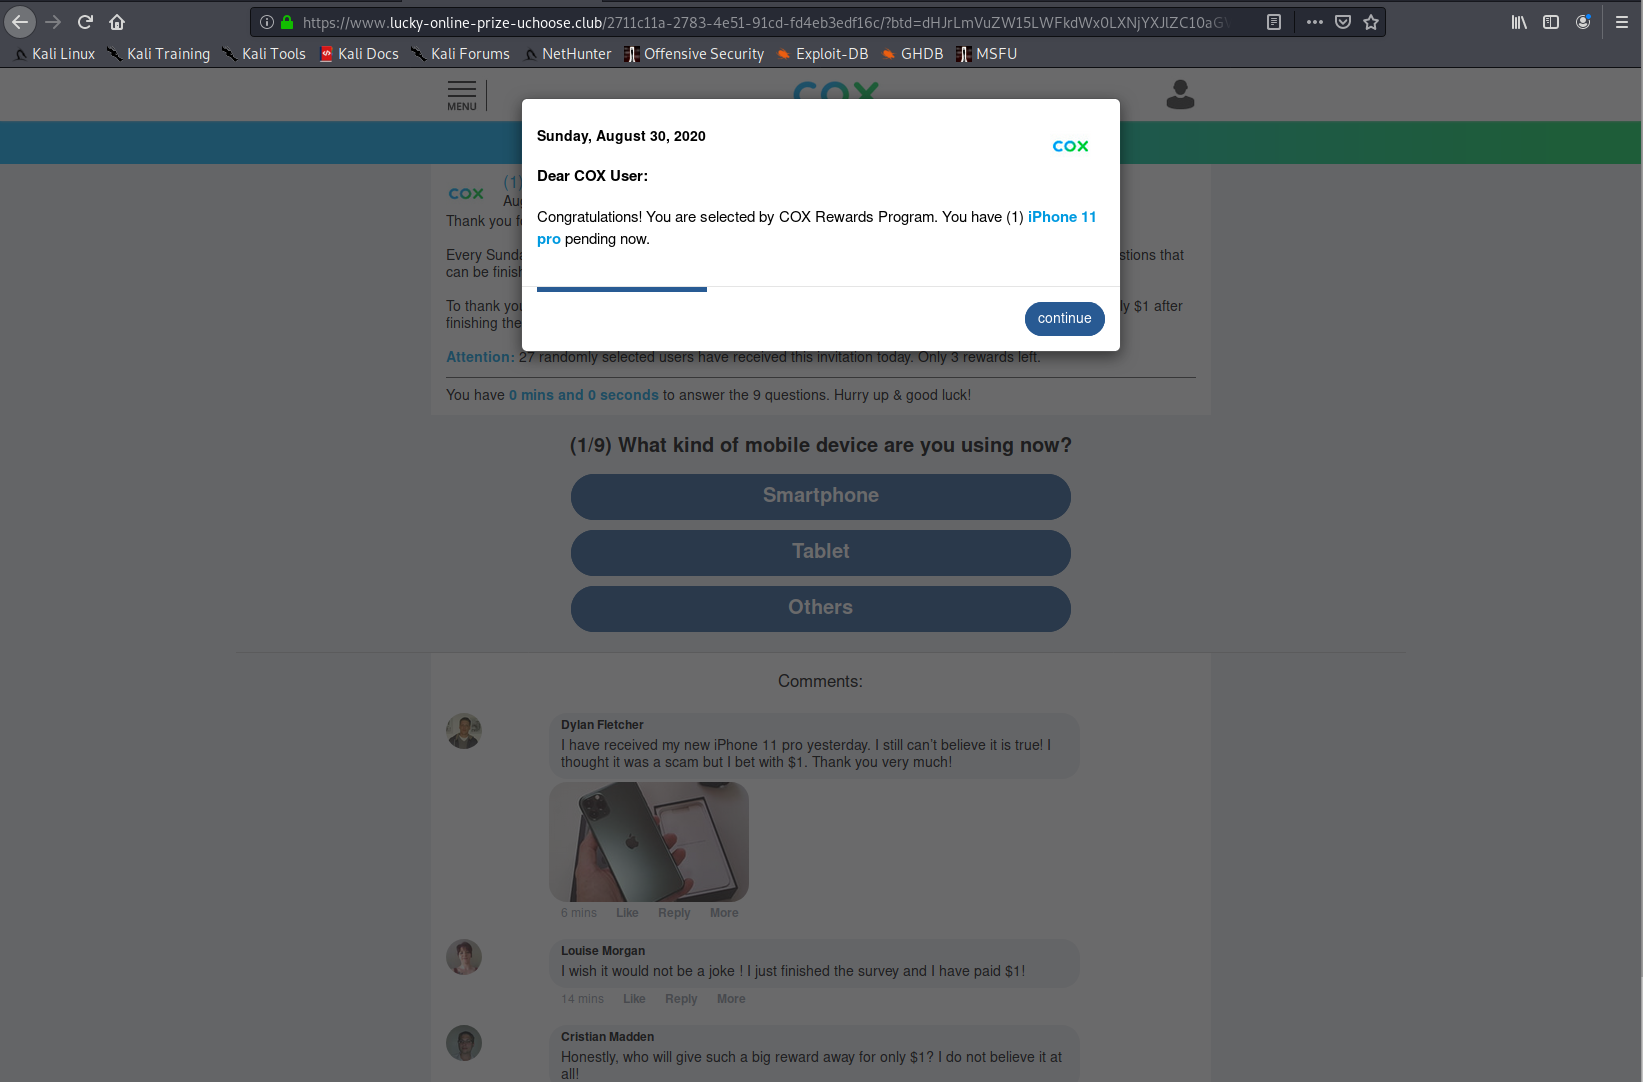 https://www.lucky-online-prize-uchoose.club/2711c11a-2783-4e51-91cd-fd4eb3edf16c/?btd=dHJrLmVuZW15LWFkdWx0LXNjYXJlZC10aG
Kali Linux Kali Training Kali Tools Kali Docs Kali Forums NetHunter Offensive Security Exploit-DB GHDB MSFU
MENU
COX
Sunday, August 30, 2020
COX
Dear COX User:
Congratulations! You are selected by COX Rewards Program. You have (1) iPhone 11
pro pending now.
continue
COX
(1)
Aug
Thank you f
Every Sunda
stions that
can be finish
To thank you
ly $1 after
finishing the
Attention: 27 randomly selected users have received this invitation today. Only 3 rewards left.
You have 0 mins and 0 seconds to answer the 9 questions. Hurry up & good luck!
(1/9) What kind of mobile device are you using now?
Smartphone
Tablet
Others
Comments:
Dylan Fletcher
I have received my new iPhone 11 pro yesterday. I still can't believe it is true! I
thought it was a scam but I bet with $1. Thank you very much!
6 mins Like Reply More
Louise Morgan
I wish it would not be a joke ! I just finished the survey and I have paid $1!
14 mins Like Reply More
Cristian Madden
Honestly, who will give such a big reward away for only $1? I do not believe it at
all!